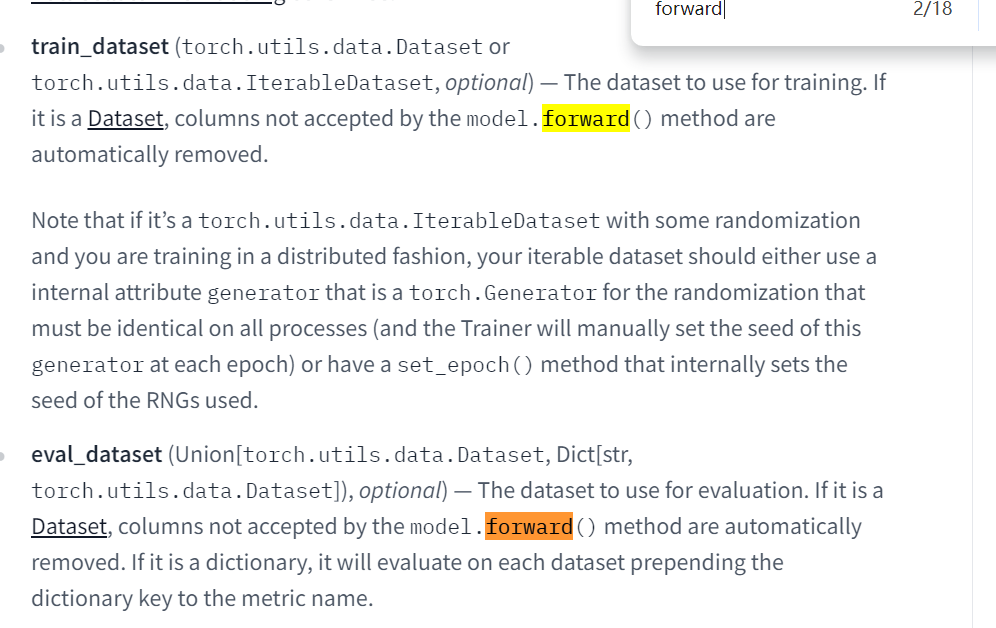 forward 2/18
train_dataset (torch.utils.data.Dataset or
torch.utils.data.IterableDataset, optional) — The dataset to use for training. If
it is a Dataset, columns not accepted by the model.forward() method are
automatically removed.
Note that if it’s a torch.utils.data.IterableDataset with some randomization
and you are training in a distributed fashion, your iterable dataset should either use a
internal attribute generator that is a torch.Generator for the randomization that
must be identical on all processes (and the Trainer will manually set the seed of this
generator at each epoch) or have a set_epoch() method that internally sets the
seed of the RNGs used.
eval_dataset (Union[torch.utils.data.Dataset, Dict[str,
torch.utils.data.Dataset]), optional) — The dataset to use for evaluation. If it is a
Dataset, columns not accepted by the model.forward() method are automatically
removed. If it is a dictionary, it will evaluate on each dataset prepending the
dictionary key to the metric name.